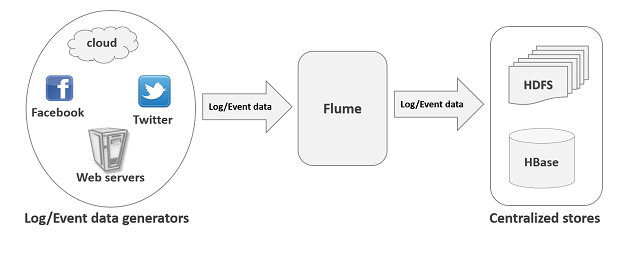 cloud
f
Facebook
Twitter
Web servers
Log/Event data generators
Log/Event data
Flume
Log/Event data
HDFS
HBase
Centralized stores